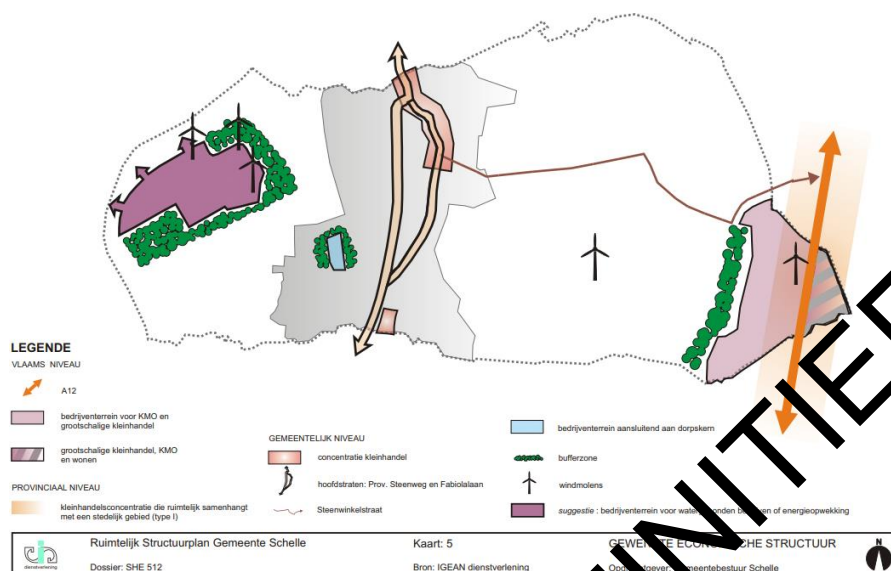 LEGENDE
VLAAMS NIVEAU
A12
bedrijventerrein voor KMO en
grootschalige kleinhandel
grootschalige kleinhandel, KMO
en wonen
PROVINCIAAL NIVEAU
kleinhandelsconcentratie die ruimtelijk samenhangt
met een stedelijk gebied (type I)
GEMEENTELIJK NIVEAU
concentratie kleinhandel
hoofdstraten: Prov. Steenweg en Fabiolalaan
Steenwinkelstraat
bedrijventerrein aansluitend aan dorpskern
bufferzone
windmolens
suggestie : bedrijventerrein voor of energieopwekking
Ruimtelijk Structuurplan Gemeente Schelle
Dossier: SHE 512
Kaart: 5
Bron: IGEAN dienstverlening
STRUCTUUR
Schelle
dienstverlening
N
NITIEF